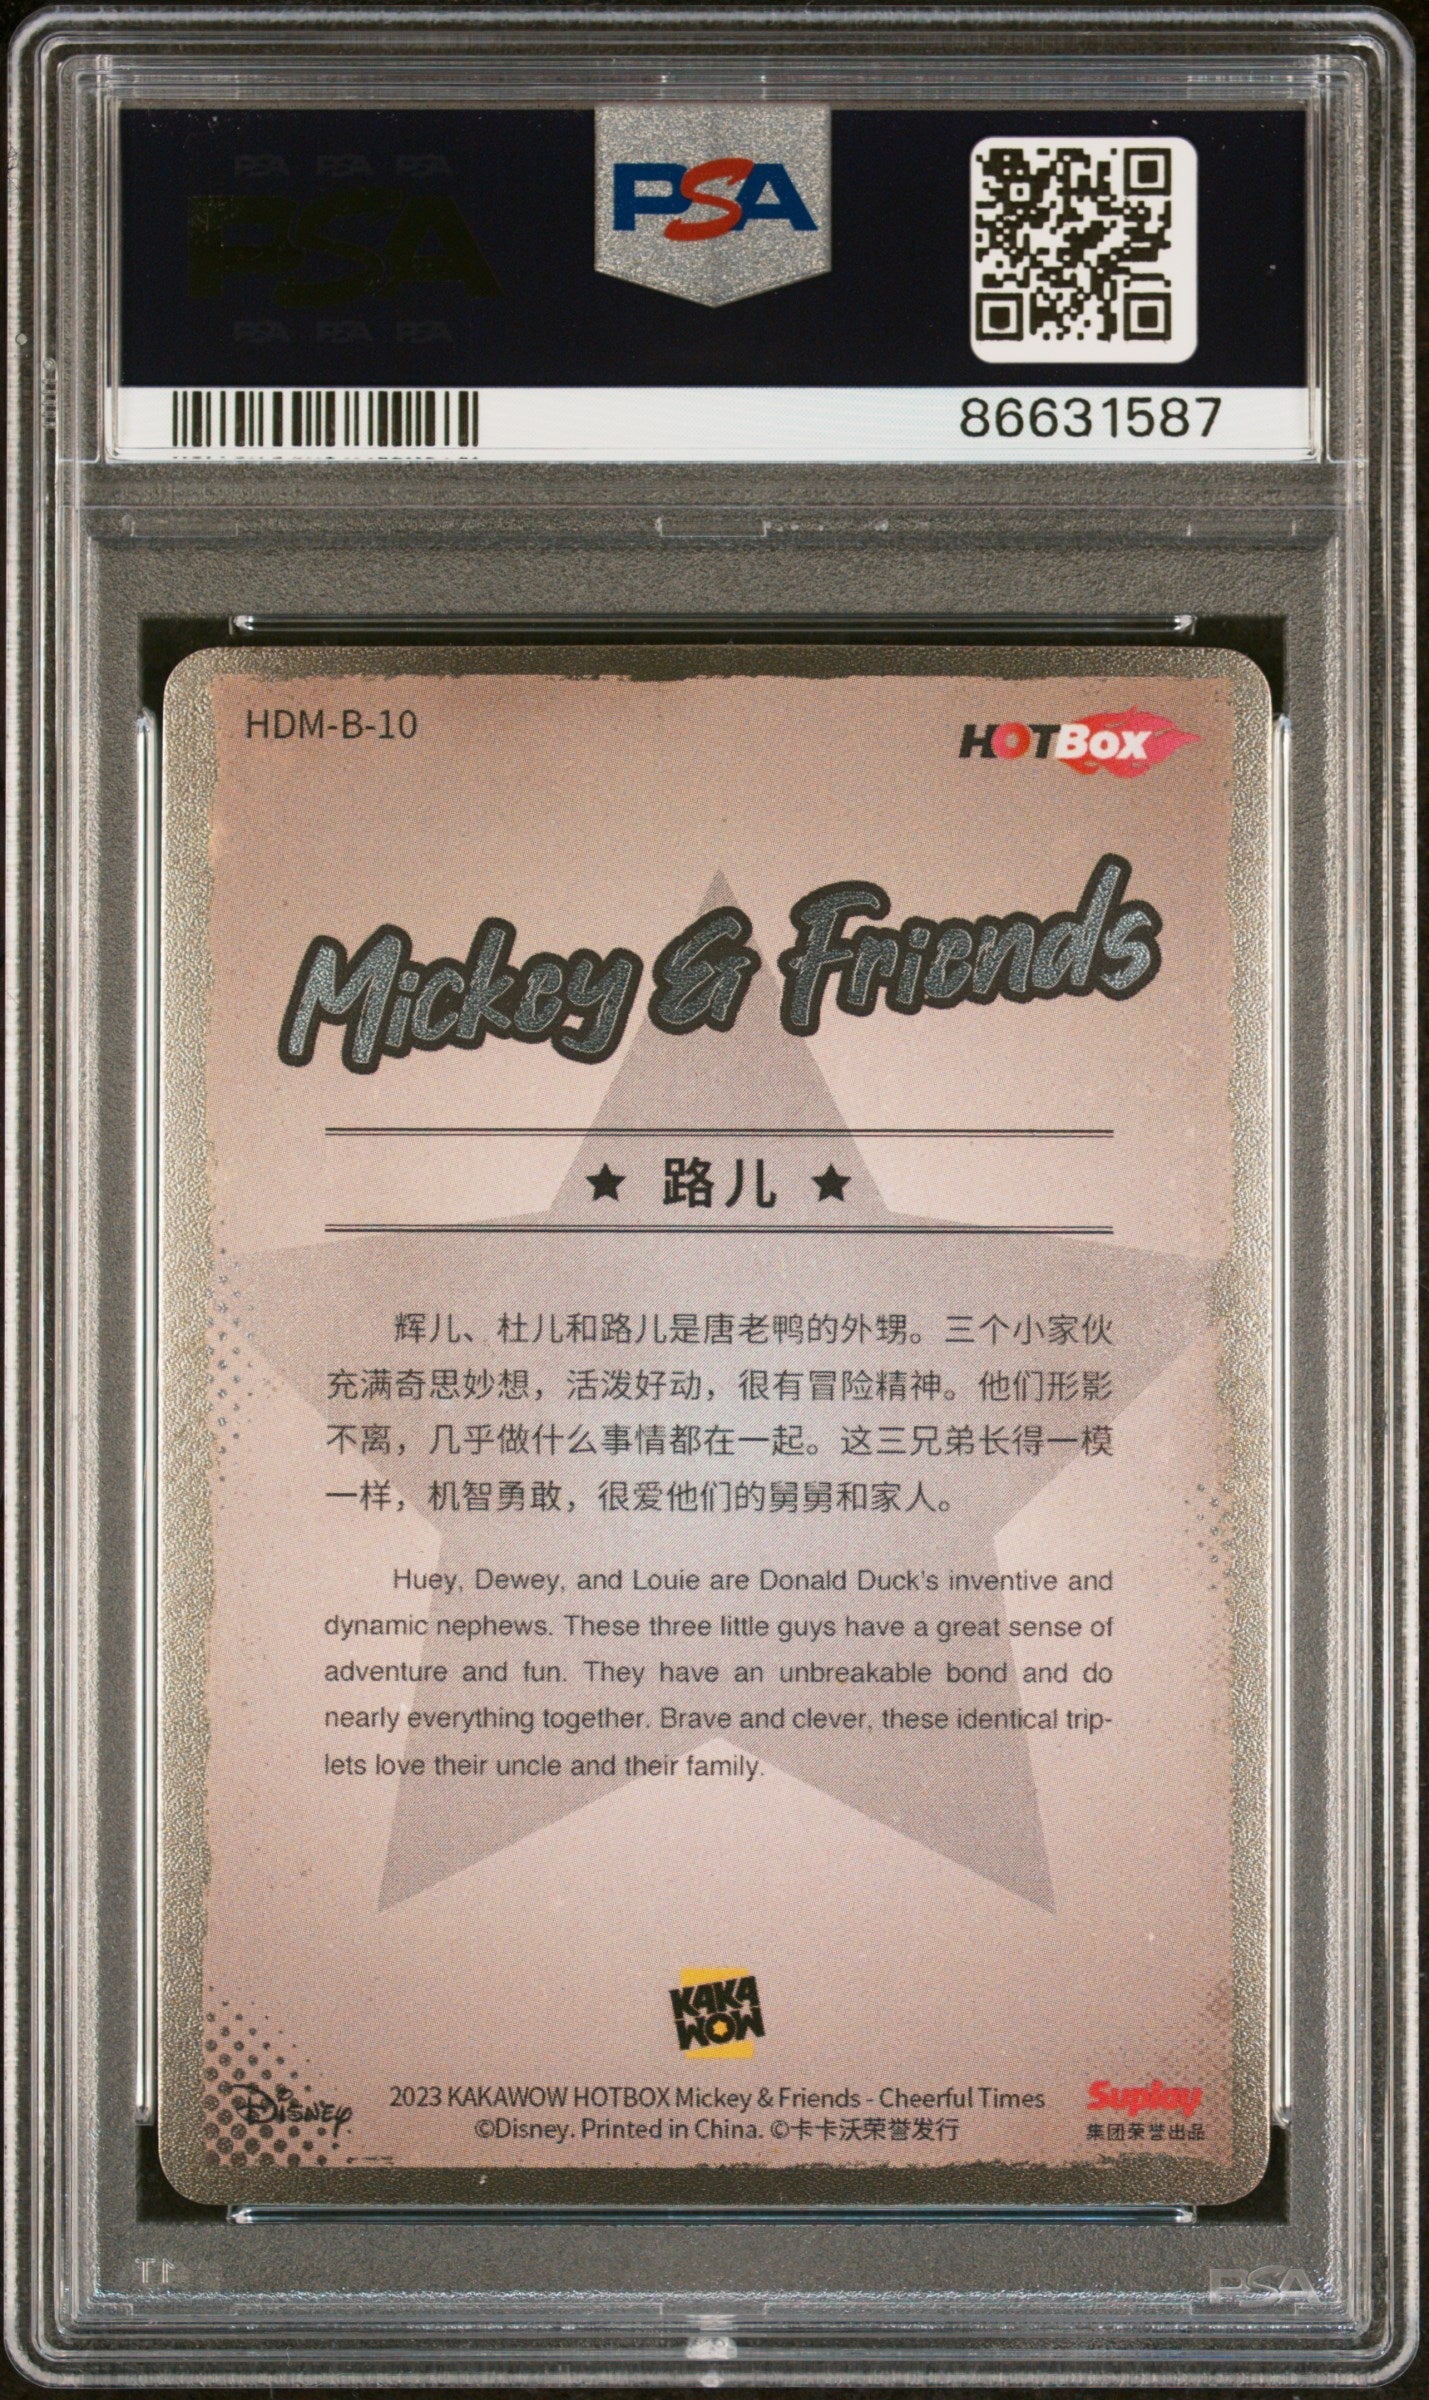 PSA PSA PSA
PSA
PSA PSA PSA
PSA
86631587
HDM-B-10
HOTBOX
Mickey & Friends
★ 路儿 ★
辉儿、杜儿和路儿是唐老鸭的外甥。三个小家伙
充满奇思妙想，活泼好动，很有冒险精神。他们形影
不离，几乎做什么事情都在一起。这三兄弟长得一模
一样，机智勇敢，很爱他们的舅舅和家人。
Huey, Dewey, and Louie are Donald Duck's inventive and
dynamic nephews. These three little guys have a great sense of
adventure and fun. They have an unbreakable bond and do
nearly everything together. Brave and clever, these identical trip-
lets love their uncle and their family.
KAKA
WOW
Disney
2023 KAKAWOW HOTBOX Mickey & Friends - Cheerful Times
©Disney. Printed in China. ©卡卡沃荣誉发行
Suplay
集团荣誉出品
PSA